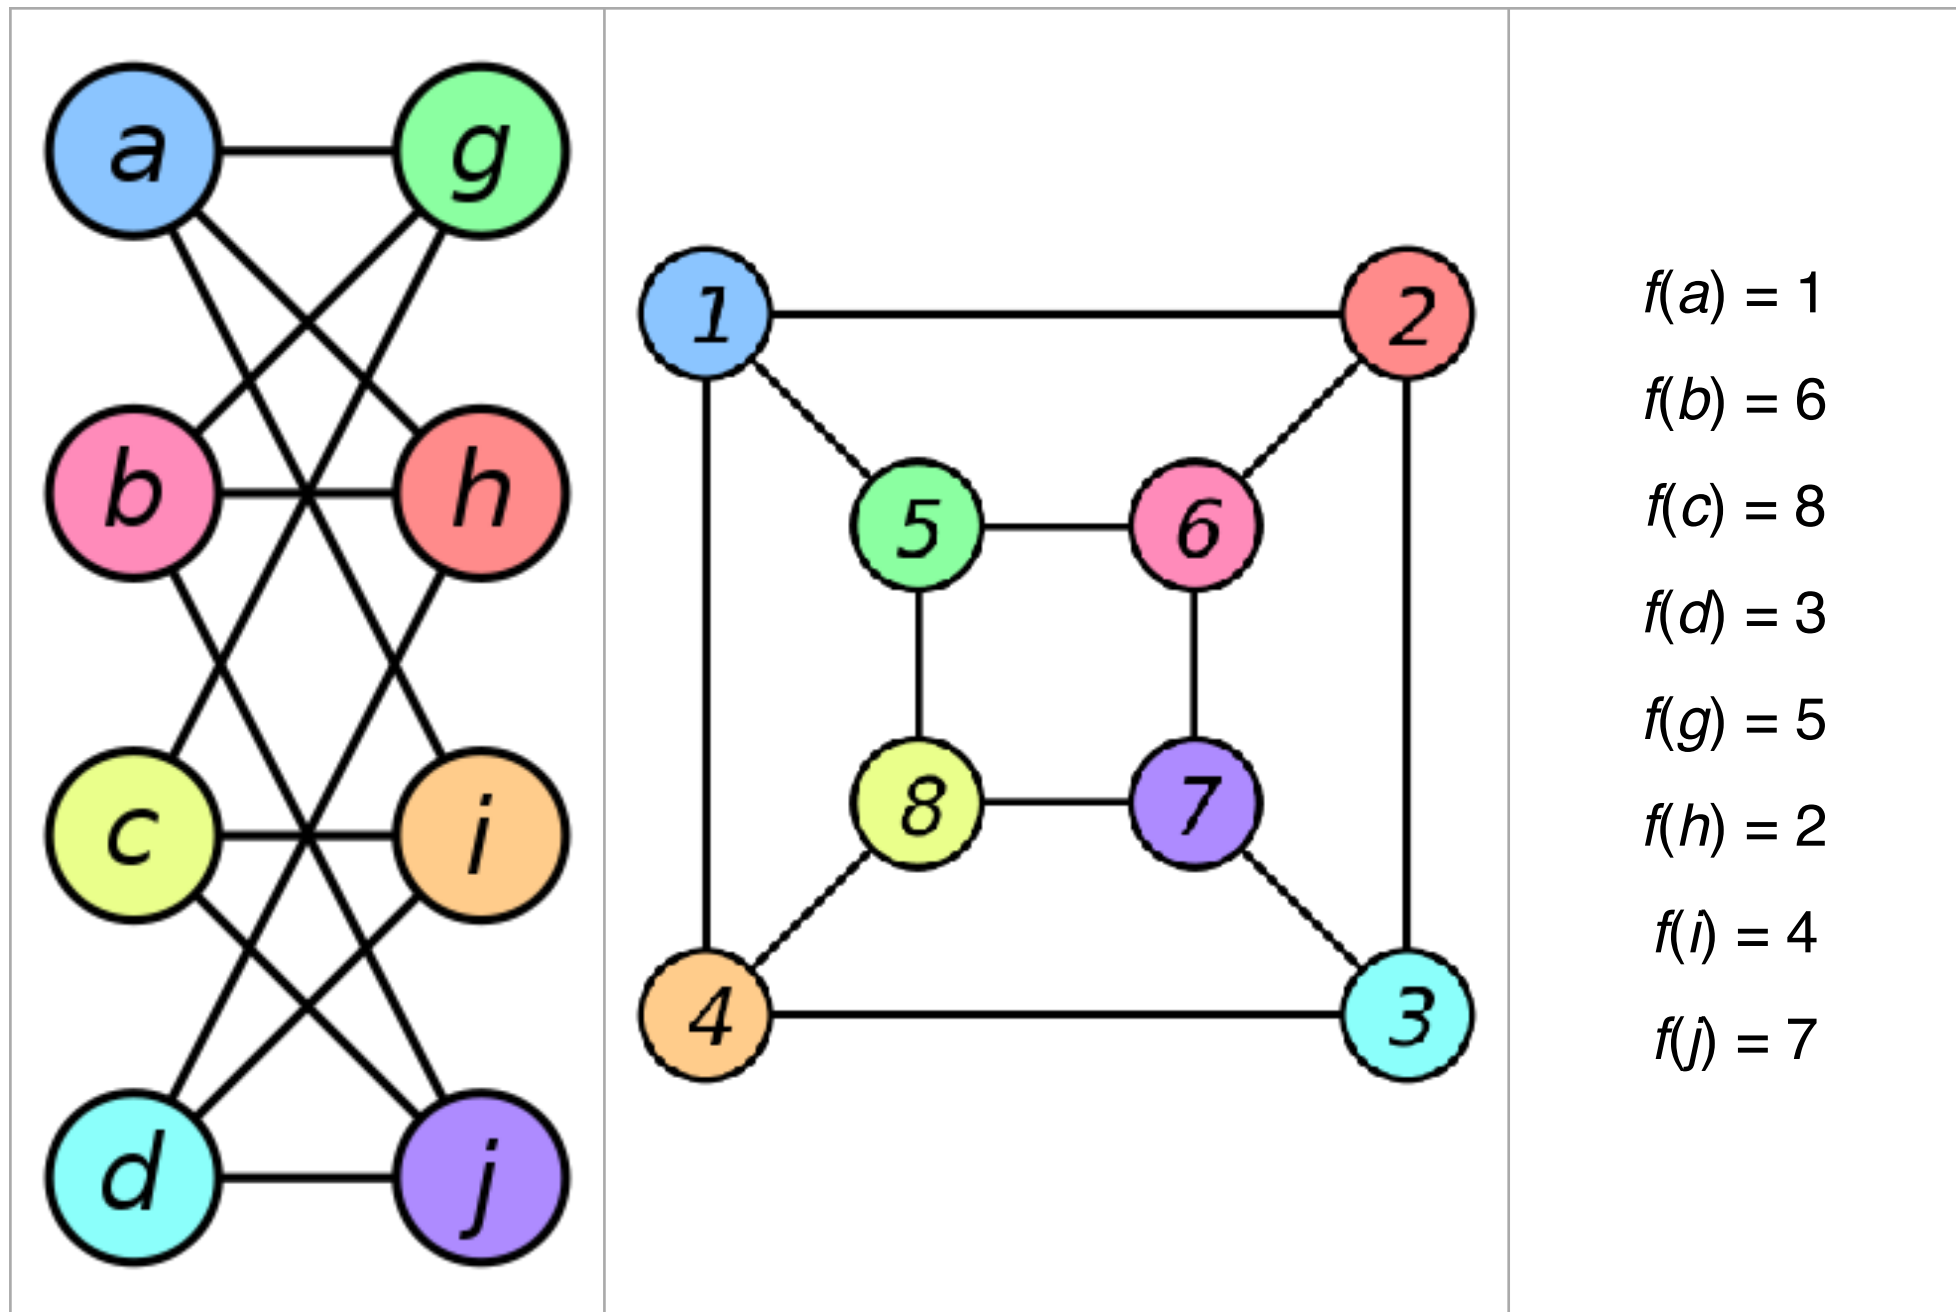 a g
b h
c i
d j
1 2
5 6
8 7
4 3
f(a) = 1
f(b) = 6
f(c) = 8
f(d) = 3
f(g) = 5
f(h) = 2
f(i) = 4
f(j) = 7